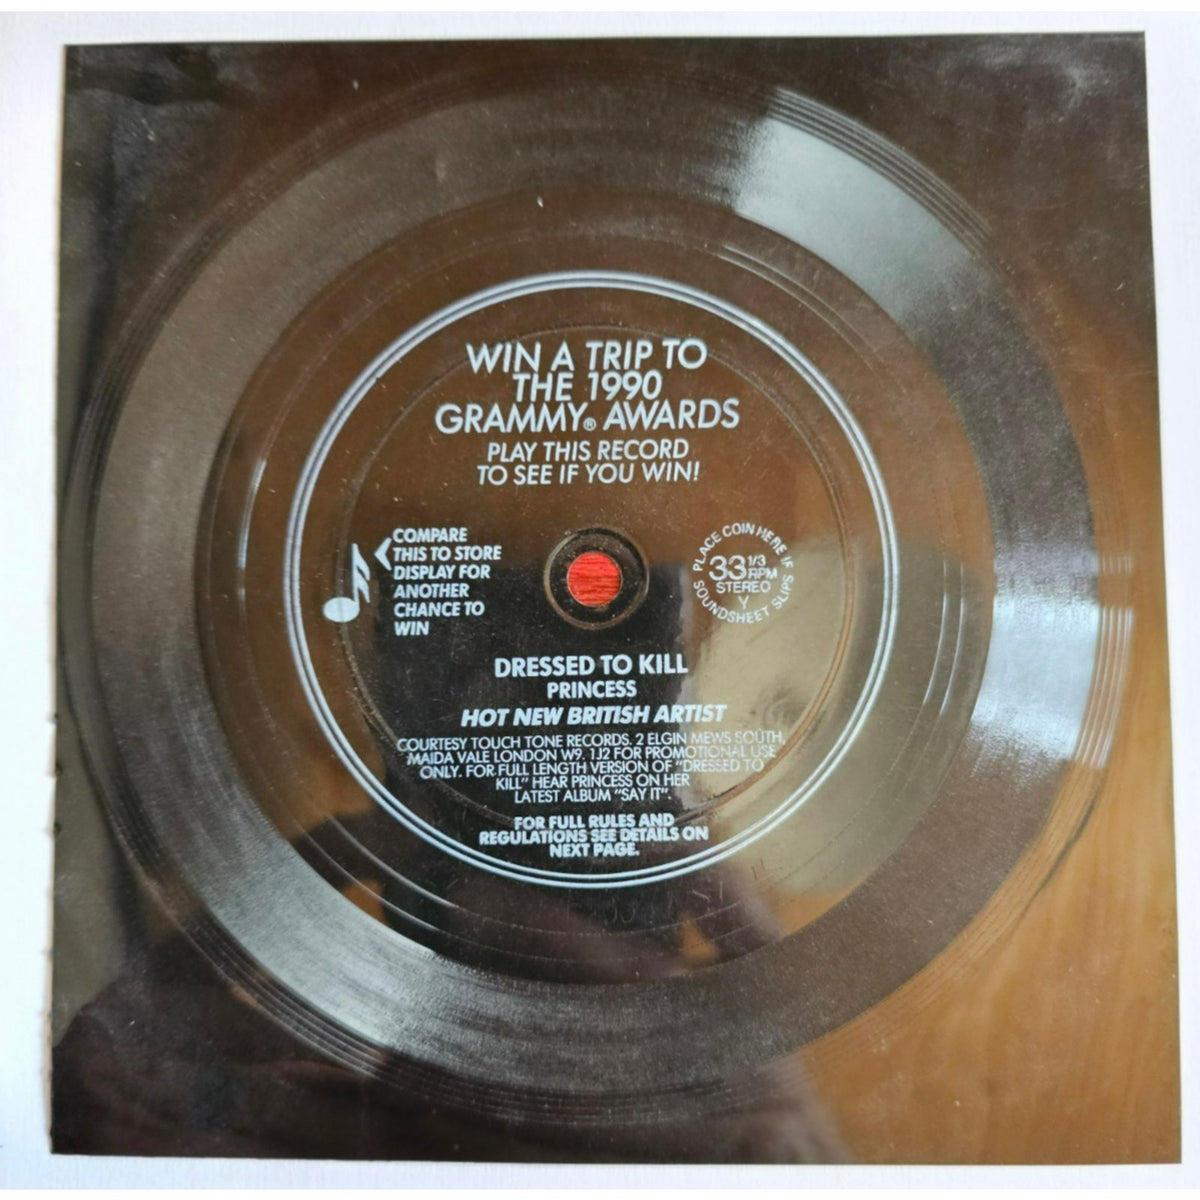 WIN A TRIP TO
THE 1990
GRAMMY® AWARDS
PLAY THIS RECORD
TO SEE IF YOU WIN!
COMPARE
THIS TO STORE
DISPLAY FOR
ANOTHER
CHANCE TO
WIN
PLACE COIN HERE IF
SOUNDSHEET SLIPS
33 1/3
RPM
STEREO
Y
DRESSED TO KILL
PRINCESS
HOT NEW BRITISH ARTIST
COURTESY TOUCH TONE RECORDS. 2 ELGIN MEWS SOUTH,
MAIDA VALE LONDON W9. 1J2 FOR PROMOTIONAL USE
ONLY. FOR FULL LENGTH VERSION OF "DRESSED TO
KILL" HEAR PRINCESS ON HER
LATEST ALBUM "SAY IT".
FOR FULL RULES AND
REGULATIONS SEE DETAILS ON
NEXT PAGE.